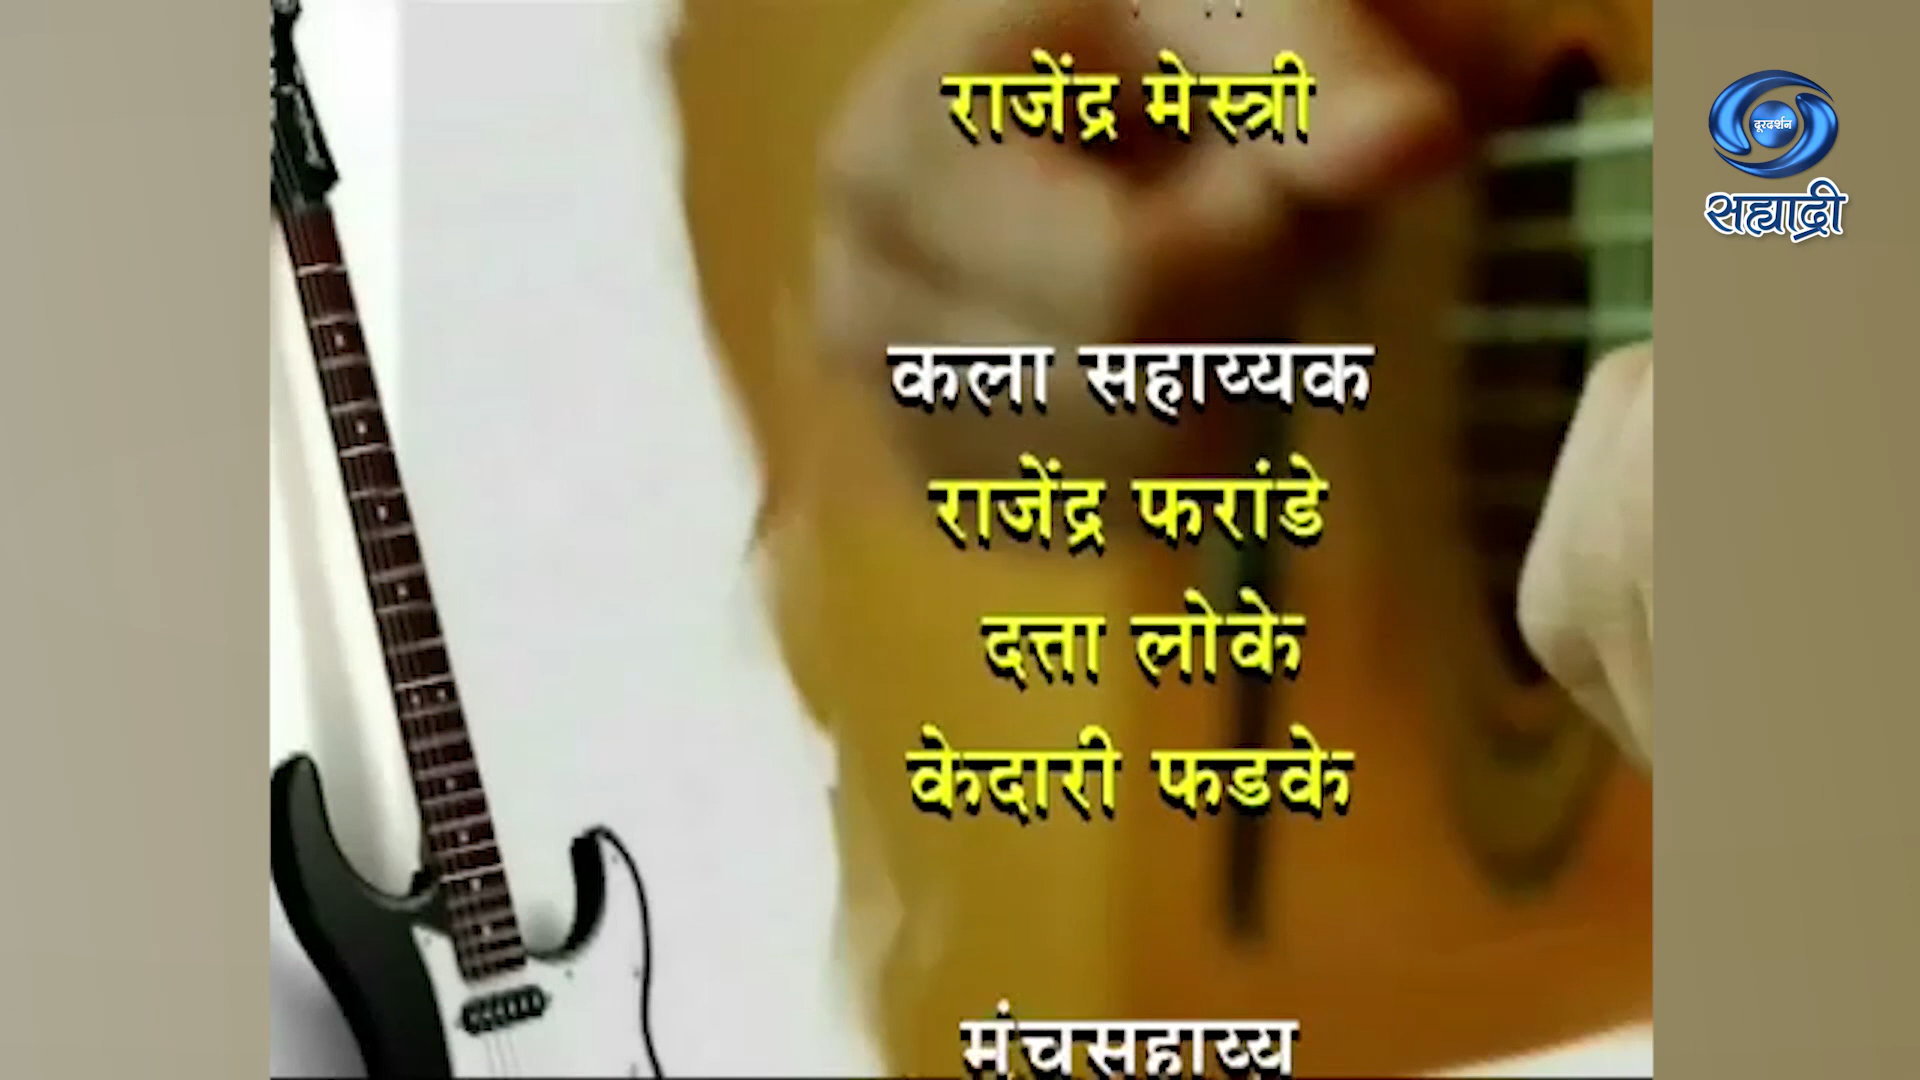 राजेंद्र मेस्त्री
दूरदर्शन
सह्याद्री
कला सहाय्यक
राजेंद्र फरांडे
दत्ता लोके
केदारी फडके
मंचसहाय्य